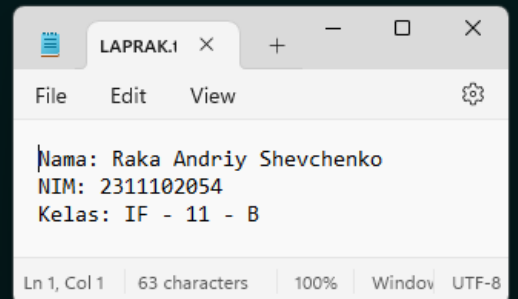 LAPRAK.t
File Edit View
Nama: Raka Andriy Shevchenko
NIM: 2311102054
Kelas: IF - 11 - B
Ln 1, Col 1 63 characters 100% Window UTF-8